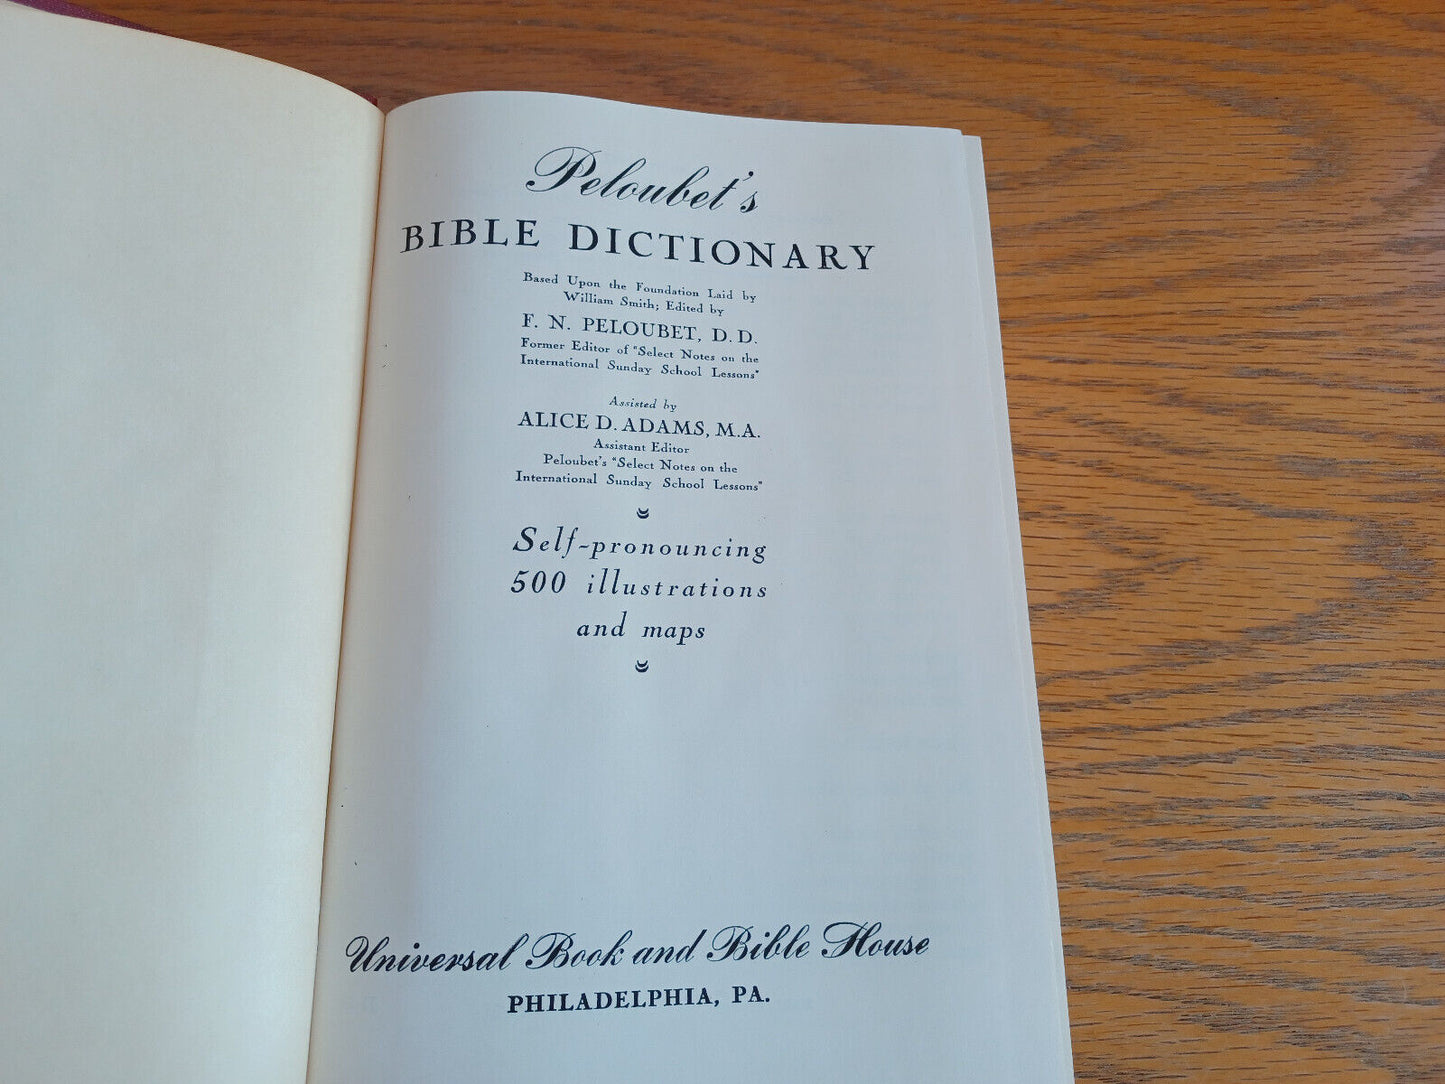 Peloubet's
BIBLE DICTIONARY
Based Upon the Foundation Laid by
William Smith; Edited by
F. N. PELOUBET, D. D.
Former Editor of "Select Notes on the
International Sunday School Lessons"
Assisted by
ALICE D. ADAMS, M.A.
Assistant Editor
Peloubet's "Select Notes on the
International Sunday School Lessons"
Self-pronouncing
500 illustrations
and maps
Universal Book and Bible House
PHILADELPHIA, PA.